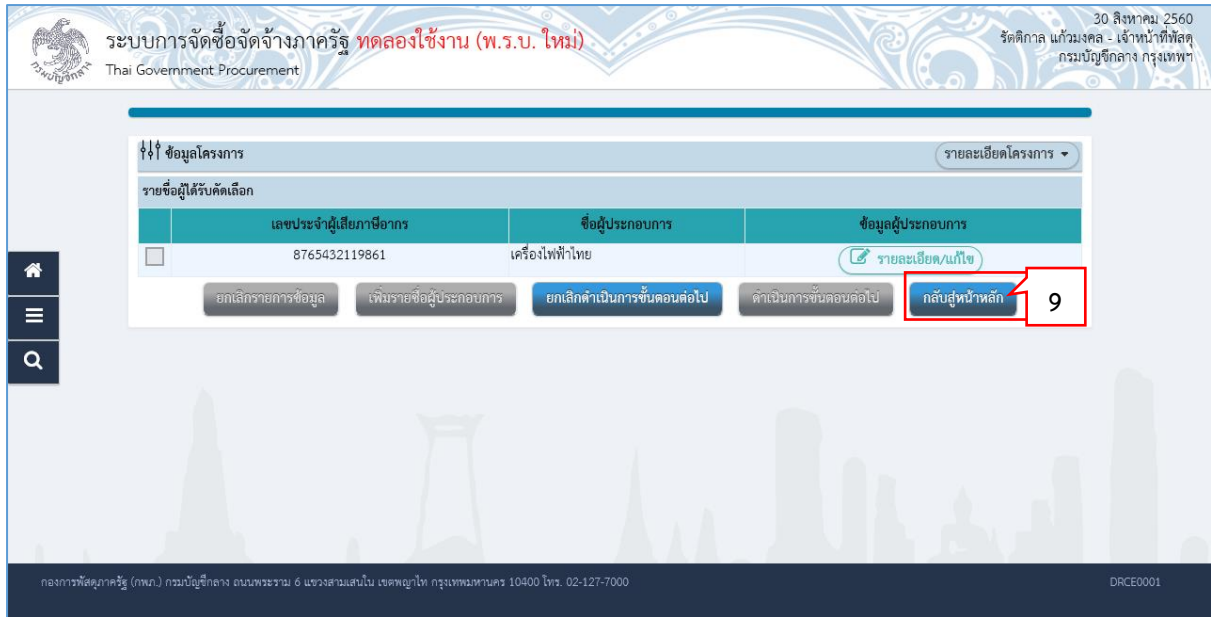 30 สิงหาคม 2560
ระบบการจัดซื้อจัดจ้างภาครัฐ ทดลองใช้งาน (พ.ร.บ. ใหม่)
รัตติกาล แก้วมงคล - เจ้าหน้าที่พัสดุ
Thai Government Procurement
กรมบัญชีกลาง กรุงเทพฯ
กรมบัญชีกลาง
ข้อมูลโครงการ
รายละเอียดโครงการ
รายชื่อผู้ได้รับคัดเลือก
เลขประจำผู้เสียภาษีอากร ชื่อผู้ประกอบการ ข้อมูลผู้ประกอบการ
8765432119861 เครื่องไฟฟ้าไทย รายละเอียด/แก้ไข
ยกเลิกรายการข้อมูล เพิ่มรายชื่อผู้ประกอบการ ยกเลิกดำเนินการขั้นตอนต่อไป ดำเนินการขั้นตอนต่อไป กลับสู่หน้าหลัก 9
กองการพัสดุภาครัฐ (กพภ.) กรมบัญชีกลาง ถนนพระราม 6 แขวงสามเสนใน เขตพญาไท กรุงเทพมหานคร 10400 โทร. 02-127-7000 DRCE0001